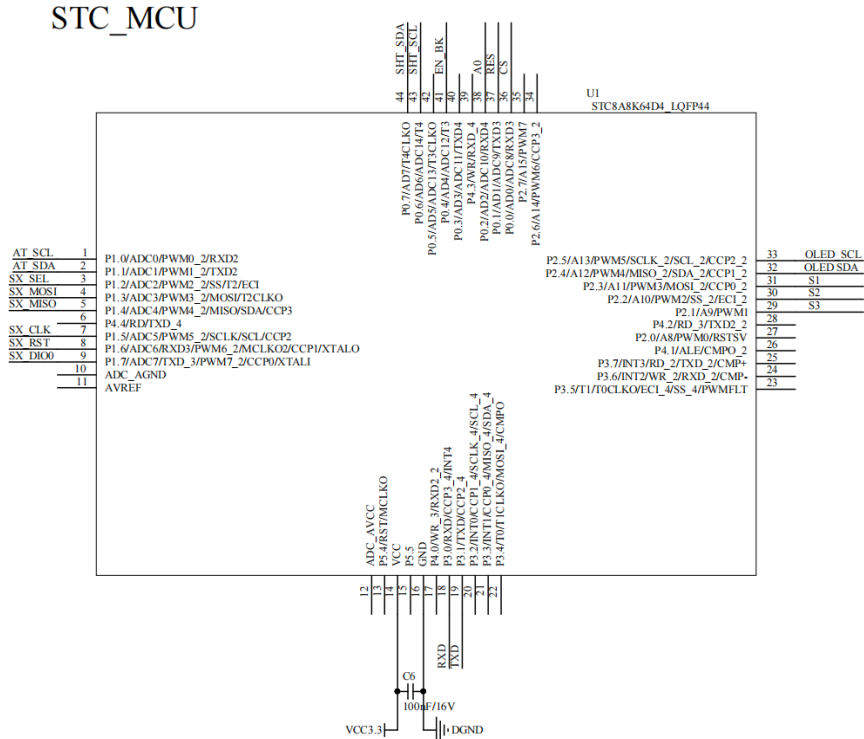 STC_MCU
SHT_SDA
SHT_SCL
EN_BK
A0
RES
CS
44
43
42
41
40
39
38
37
36
35
34
U1
STC8A8K64D4_LQFP44
P0.7/AD7/T4CLKO
P0.6/AD6/ADC14/T4
P0.5/AD5/ADC13/T3CLKO
P0.4/AD4/ADC12/T3
P0.3/AD3/ADC11/TXD4
P4.3/WR/RXD_4
P0.2/AD2/ADC10/RXD4
P0.1/AD1/ADC9/TXD3
P0.0/AD0/ADC8/RXD3
P2.7/A15/PWM7
P2.6/A14/PWM6/CCP3_2
AT_SCL 1 P1.0/ADC0/PWM0_2/RXD2
AT_SDA 2 P1.1/ADC1/PWM1_2/TXD2
SX_SEL 3 P1.2/ADC2/PWM2_2/SS/T2/ECI
SX_MOSI 4 P1.3/ADC3/PWM3_2/MOSI/T2CLKO
SX_MISO 5 P1.4/ADC4/PWM4_2/MISO/SDA/CCP3
6 P4.4/RD/TXD_4
SX_CLK 7 P1.5/ADC5/PWM5_2/SCLK/SCL/CCP2
SX_RST 8 P1.6/ADC6/RXD3/PWM6_2/MCLKO2/CCP1/XTALO
SX_DIO0 9 P1.7/ADC7/TXD_3/PWM7_2/CCP0/XTALI
10 ADC_AGND
11 AVREF
P2.5/A13/PWM5/SCLK_2/SCL_2/CCP2_2 33 OLED_SCL
P2.4/A12/PWM4/MISO_2/SDA_2/CCP1_2 32 OLED SDA
P2.3/A11/PWM3/MOSI_2/CCP0_2 31 S1
P2.2/A10/PWM2/SS_2/ECI_2 30 S2
P2.1/A9/PWM1 29 S3
P4.2/RD_3/TXD2_2 28
P2.0/A8/PWM0/RSTSV 27
P4.1/ALE/CMPO_2 26
P3.7/INT3/RD_2/TXD_2/CMP+ 25
P3.6/INT2/WR_2/RXD_2/CMP- 24
P3.5/T1/T0CLKO/ECI_4/SS_4/PWMFLT 23
ADC_AVCC
P5.4/RST/MCLKO
VCC
P5.5
GND
P4.0/WR_3/RXD2_2
P3.0/RXD/CCP3_4/INT4
P3.1/TXD/CCP2_4
P3.2/INT0/CCP1_4/SCLK_4/SCL_4
P3.3/INT1/CCP0_4/MISO_4/SDA_4
P3.4/T0/T1CLKO/MOSI_4/CMPO
12
13
14
15
16
17
18
19
20
21
22
RXD
TXD
C6
100nF/16V
VCC3.3
DGND